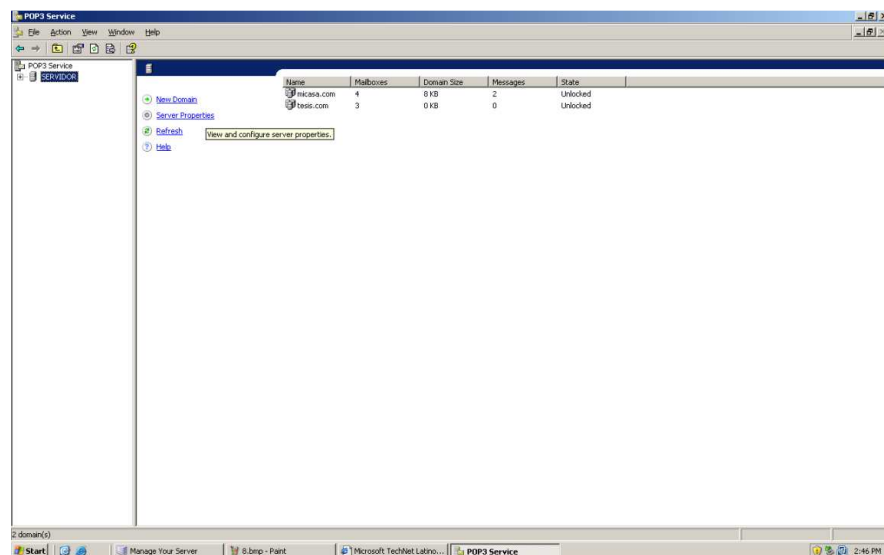 POP3 Service
File Action View Window Help
POP3 Service
SERVIDOR
New Domain
Server Properties
Refresh
Help
View and configure server properties.
Name Mailboxes Domain Size Messages State
micasa.com 4 8 KB 2 Unlocked
tesis.com 3 0 KB 0 Unlocked
2 domain(s)
Start Manage Your Server 8.bmp - Paint Microsoft TechNet Latino... POP3 Service 2:46 PM